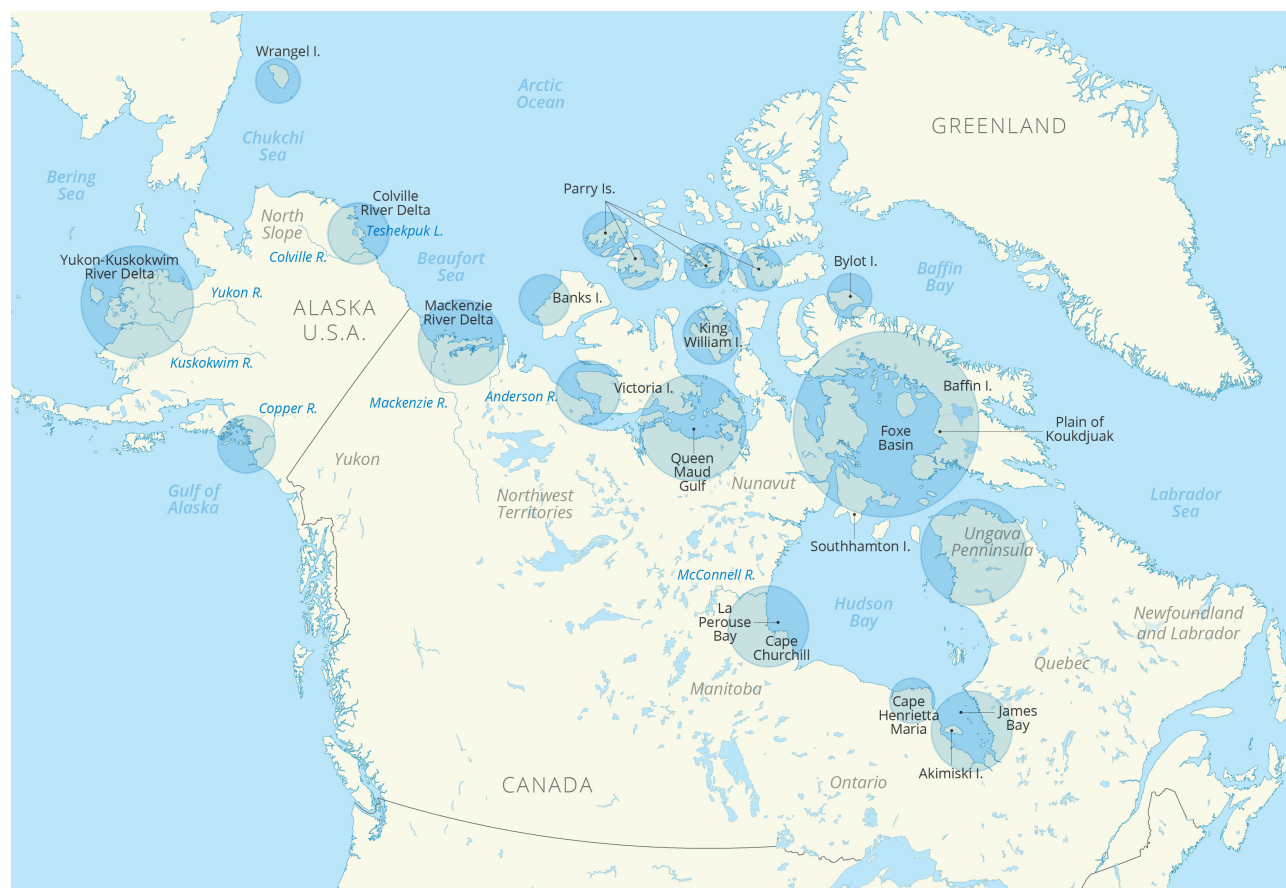 Wrangel I.
Arctic
Ocean
GREENLAND
Chukchi
Sea
Bering
Sea
Parry Is.
Colville
River Delta
North
Slope
Teshekpuk L.
Colville R.
Yukon-Kuskokwim
River Delta
Beaufort
Sea
Bylot I.
Baffin
Bay
Yukon R.
ALASKA
U.S.A.
Mackenzie
River Delta
Banks I.
King
William I.
Kuskokwim R.
Victoria I.
Baffin I.
Anderson R.
Mackenzie R.
Copper R.
Plain of
Koukdjuak
Foxe
Basin
Yukon
Queen
Maud
Gulf
Nunavut
Gulf of
Alaska
Northwest
Territories
Labrador
Sea
Southhamton I.
Ungava
Penninsula
McConnell R.
La
Perouse
Bay
Hudson
Bay
Cape
Churchill
Newfoundland
and Labrador
Quebec
Manitoba
Cape
Henrietta
Maria
James
Bay
Akimiski I.
CANADA
Ontario